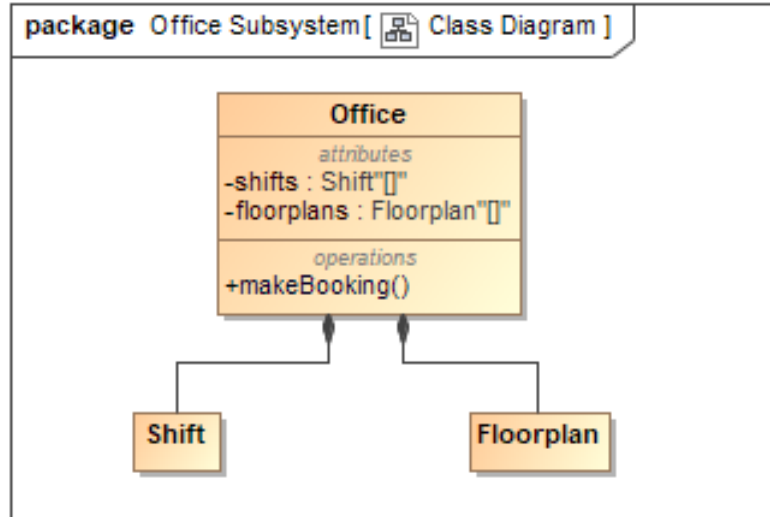 package Office Subsystem[ Class Diagram ]
Office
attributes
-shifts : Shift"[]"
-floorplans : Floorplan"[]"
operations
+makeBooking()
Shift
Floorplan